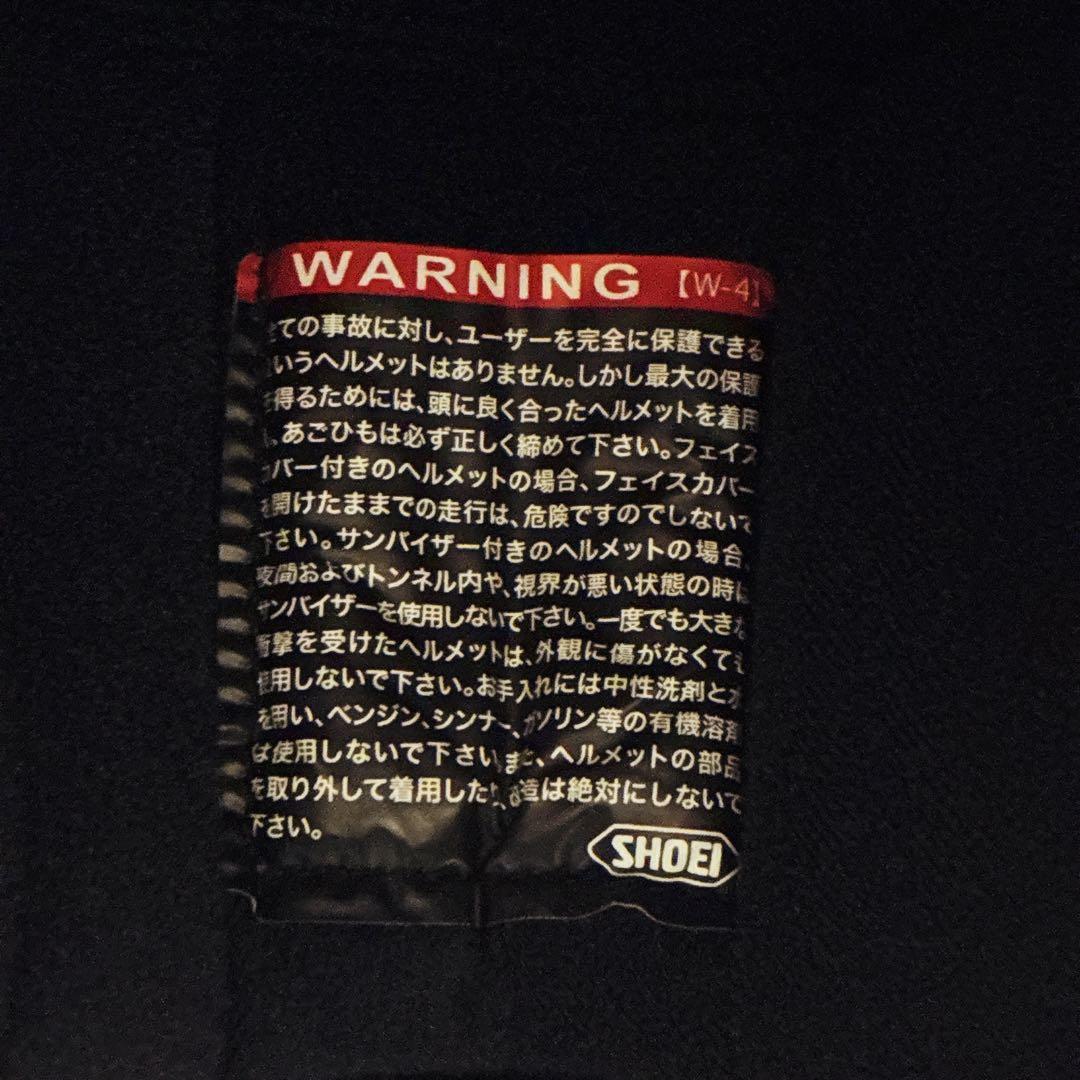 WARNING 【W-4】
全ての事故に対し、ユーザーを完全に保護できる
というヘルメットはありません。しかし最大の保護
を得るためには、頭に良く合ったヘルメットを着用
し、あごひもは必ず正しく締めて下さい。フェイス
カバー付きのヘルメットの場合、フェイスカバー
を開けたままでの走行は、危険ですのでしないで
下さい。サンバイザー付きのヘルメットの場合、
夜間およびトンネル内や、視界が悪い状態の時は
サンバイザーを使用しないで下さい。一度でも大きな
衝撃を受けたヘルメットは、外観に傷がなくても
使用しないで下さい。お手入れには中性洗剤と水
を用い、ベンジン、シンナー、ガソリン等の有機溶剤
は使用しないで下さい。また、ヘルメットの部品
を取り外して着用したり、改造は絶対にしないで
下さい。
SHOEI